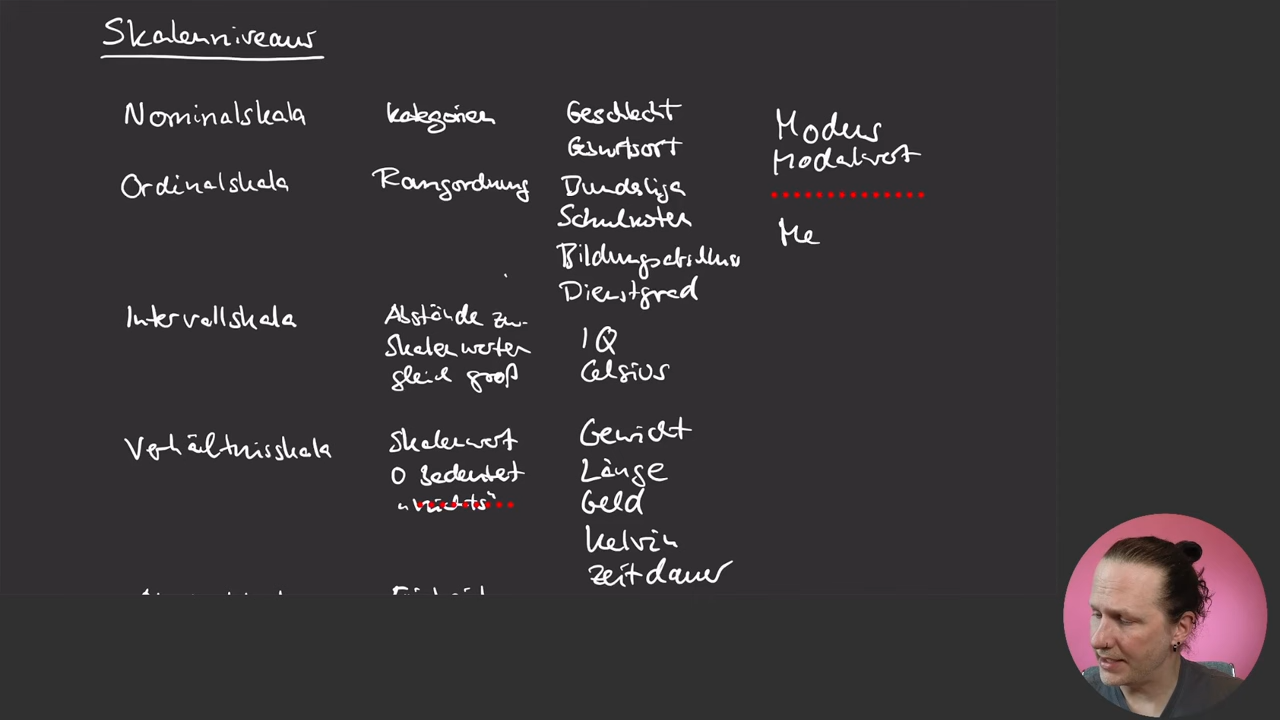 Skalenniveaus
Nominalskala Kategorien Geschlecht Modus
Geburtsort Modalwert
Ordinalskala Rangordnung Bundesliga
Schulnoten Me
Bildungsabschluss
Dienstgrad
Intervallskala Abstände zw.
Skalenwerten IQ
gleich groß Celsius
Verhältnisskala Skalenwert Gewicht
0 bedeutet Länge
„nichts“ Geld
Kelvin
Zeitdauer